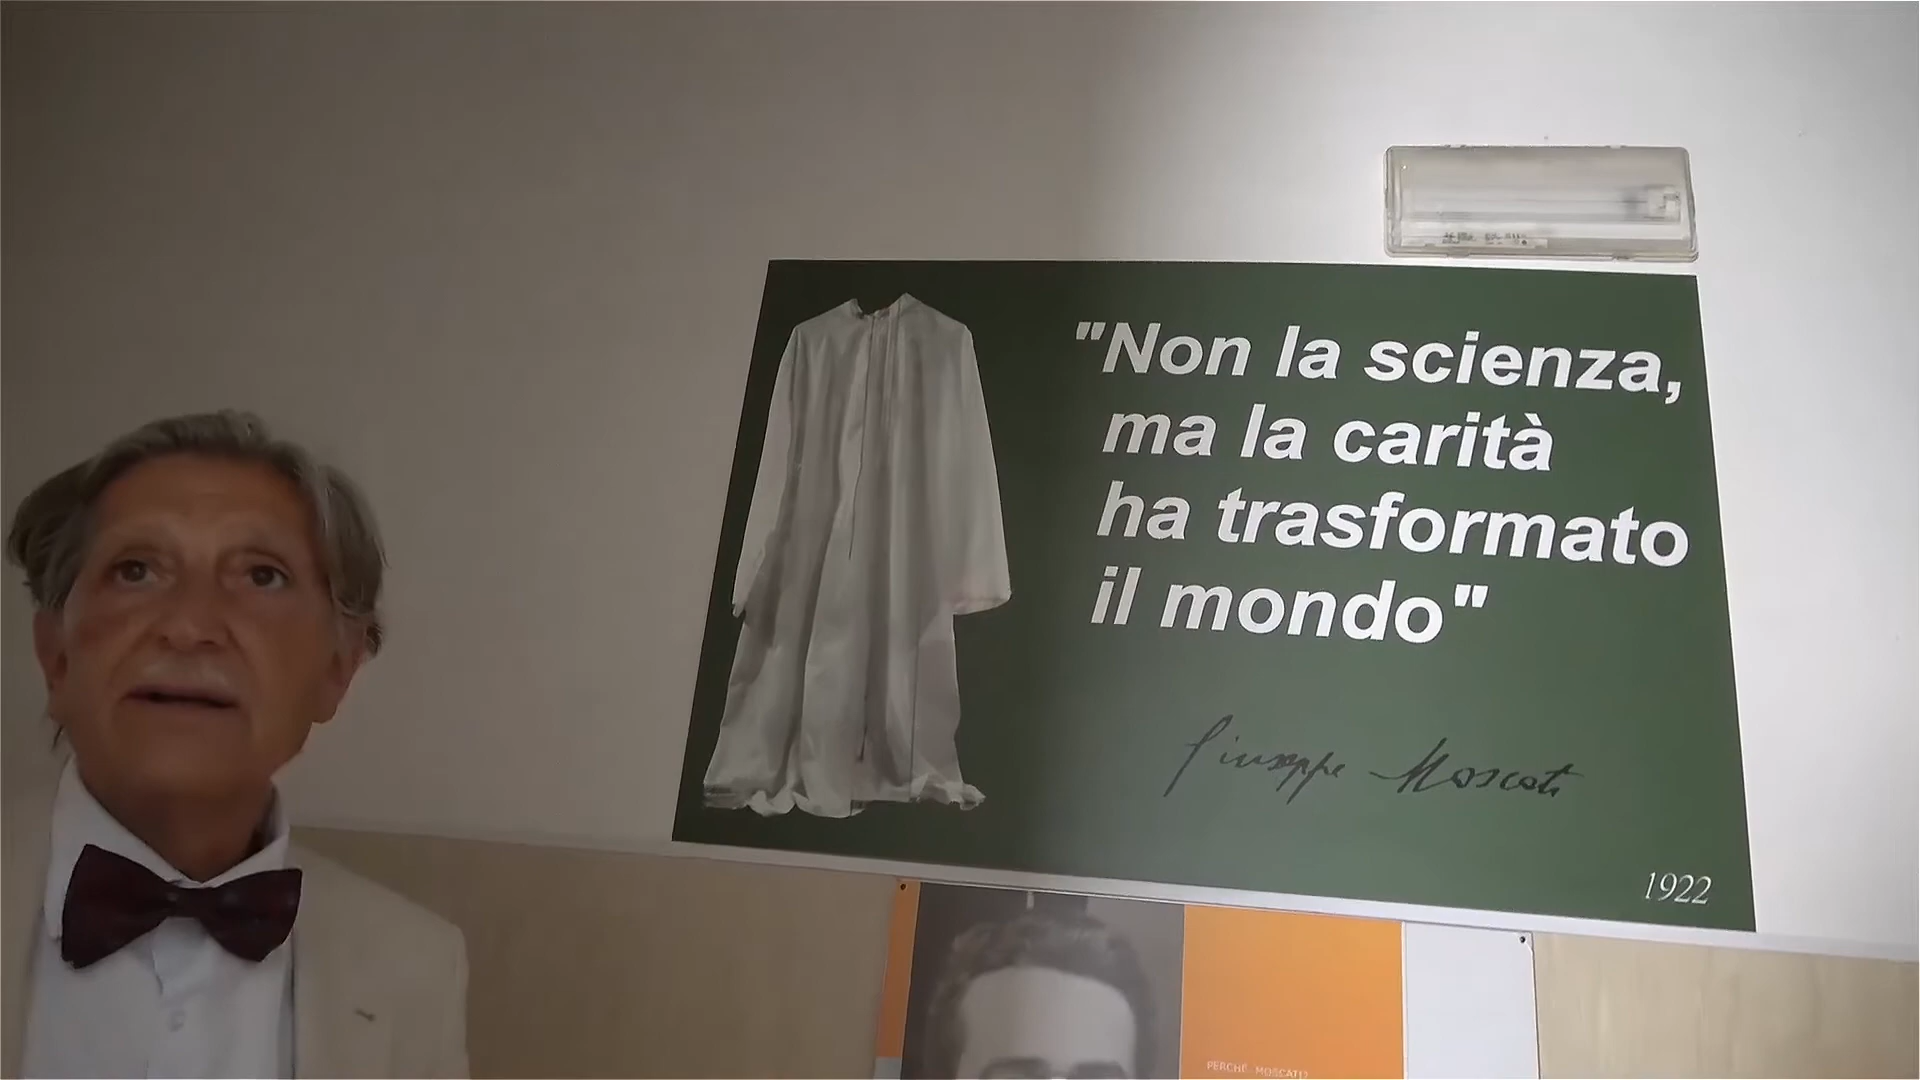 "Non la scienza,
ma la carità
ha trasformato
il mondo"
Giuseppe Moscati
1922
PERCHÉ MOSCATI?